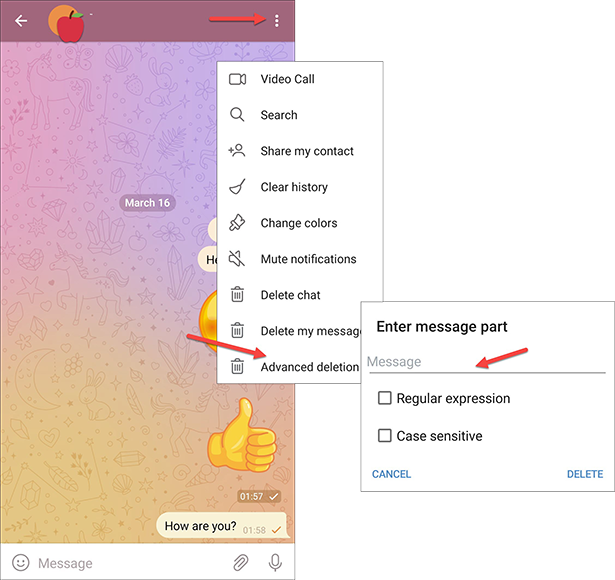 March 16
He
Video Call
Search
Share my contact
Clear history
Change colors
Mute notifications
Delete chat
Delete my message
Advanced deletion
01:57
How are you? 01:58
Message
Enter message part
Message
Regular expression
Case sensitive
CANCEL DELETE